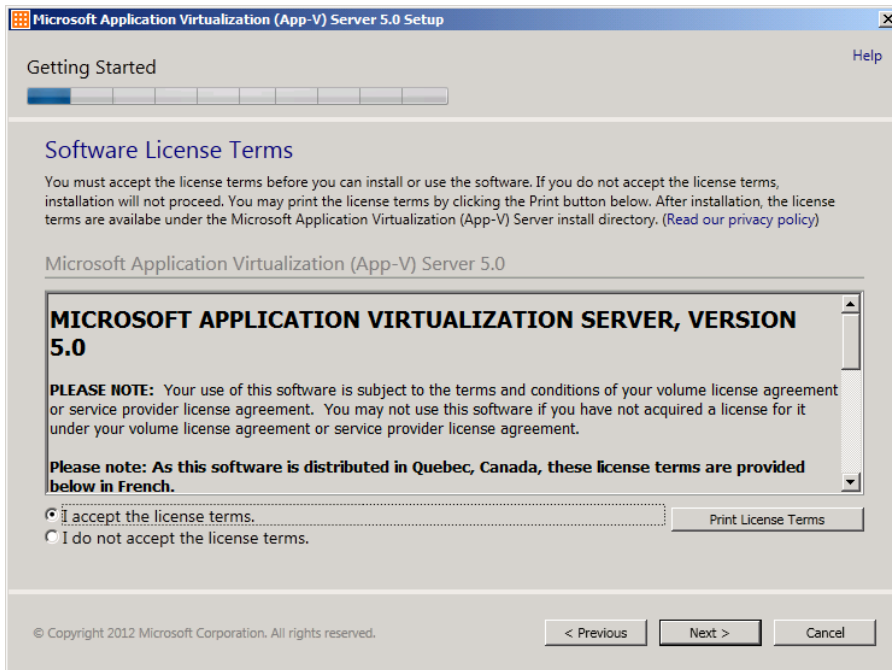 Microsoft Application Virtualization (App-V) Server 5.0 Setup
Help
Getting Started
Software License Terms
You must accept the license terms before you can install or use the software. If you do not accept the license terms,
installation will not proceed. You may print the license terms by clicking the Print button below. After installation, the license
terms are availabe under the Microsoft Application Virtualization (App-V) Server install directory. (Read our privacy policy)
Microsoft Application Virtualization (App-V) Server 5.0
MICROSOFT APPLICATION VIRTUALIZATION SERVER, VERSION
5.0
PLEASE NOTE: Your use of this software is subject to the terms and conditions of your volume license agreement
or service provider license agreement. You may not use this software if you have not acquired a license for it
under your volume license agreement or service provider license agreement.
Please note: As this software is distributed in Quebec, Canada, these license terms are provided
below in French.
I accept the license terms.
Print License Terms
I do not accept the license terms.
© Copyright 2012 Microsoft Corporation. All rights reserved.
< Previous
Next >
Cancel